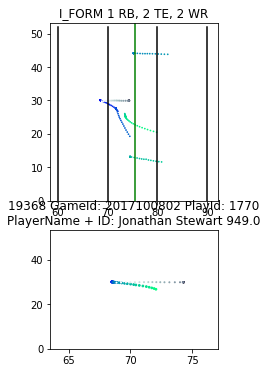 I_FORM 1 RB, 2 TE, 2 WR
50
40
30
20
10
0
60 70 80 90
19368 GameId: 2017100802 PlayId: 1770
PlayerName + ID: Jonathan Stewart 949.0
40
20
0
65 70 75